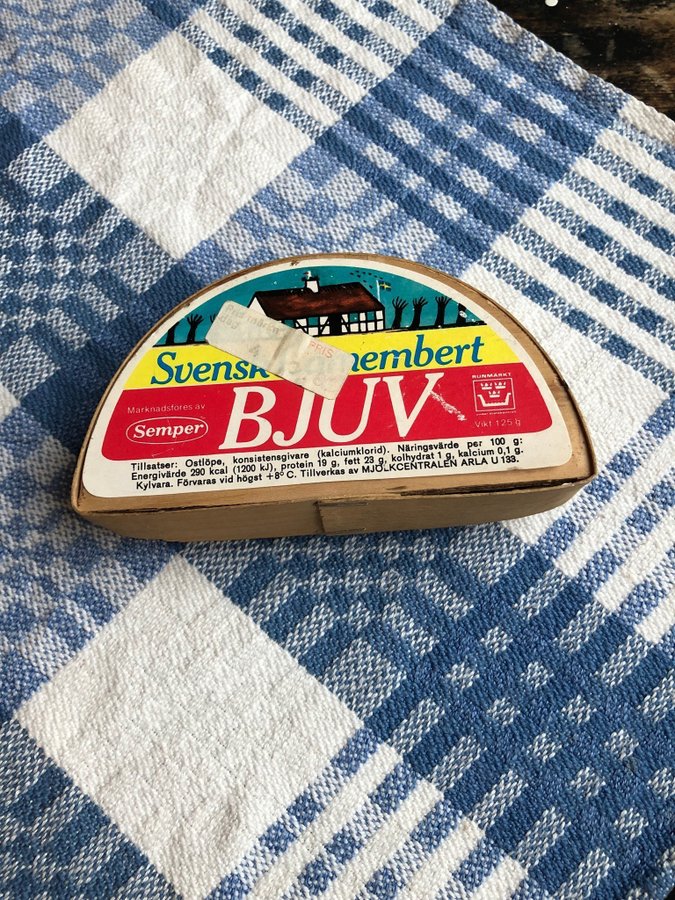 PRIS
Svensk embert
BJUV
Marknadsföres av
Semper
RUNMÄRKT
Vikt 125 g
Tillsatser: Ostlöpe, konsistensgivare (kalciumklorid). Näringsvärde per 100 g:
Energivärde 290 kcal (1200 kJ), protein 19 g, fett 23 g, kolhydrat 1 g, kalcium 0,1 g.
Kylvara. Förvaras vid högst +8° C. Tillverkas av MJÖLKCENTRALEN ARLA U 133.